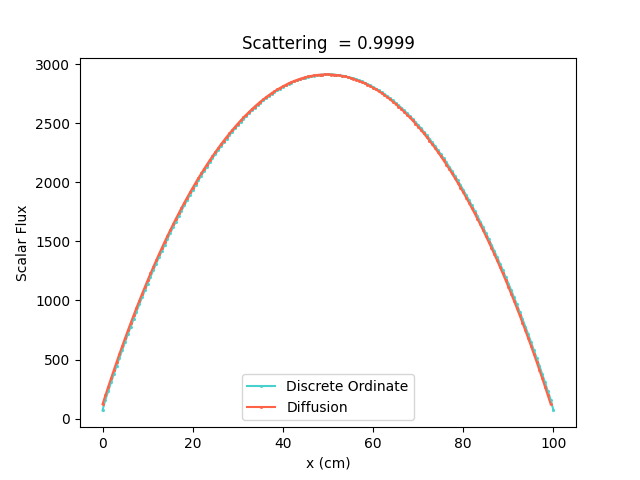 Scattering  = 0.9999
Scalar Flux
3000
2500
2000
1500
1000
500
0
Discrete Ordinate
Diffusion
0 20 40 60 80 100
x (cm)